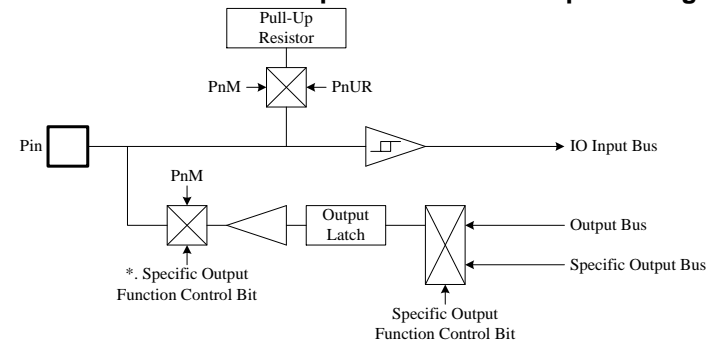 Pull-Up
Resistor
PnM
PnUR
Pin
IO Input Bus
PnM
Output
Latch
Output Bus
Specific Output Bus
*. Specific Output
Function Control Bit
Specific Output
Function Control Bit